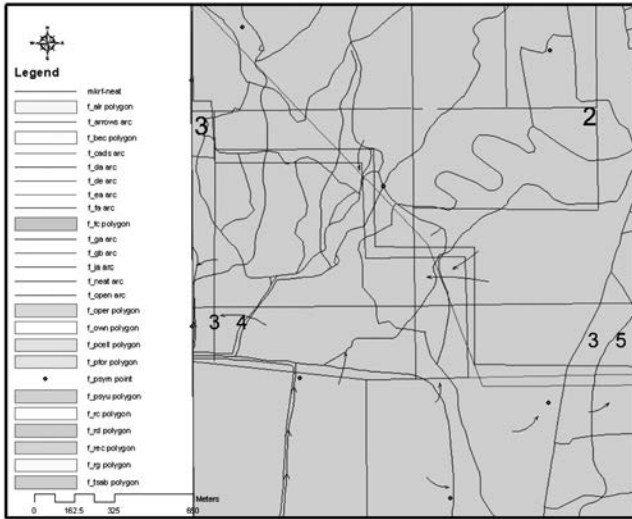 Legend
mkrf-neat
f_alr polygon
f_arrows arc
f_bec polygon
f_cads arc
f_da arc
f_de arc
f_ea arc
f_fa arc
f_fc polygon
f_ga arc
f_gb arc
f_ja arc
f_neat arc
f_open arc
f_oper polygon
f_own polygon
f_pcell polygon
f_pfor polygon
f_psym point
f_psyu polygon
f_rc polygon
f_rd polygon
f_rec polygon
f_rg polygon
f_tssb polygon
Meters
0 162.5 325 650
3
2
3 4
3 5